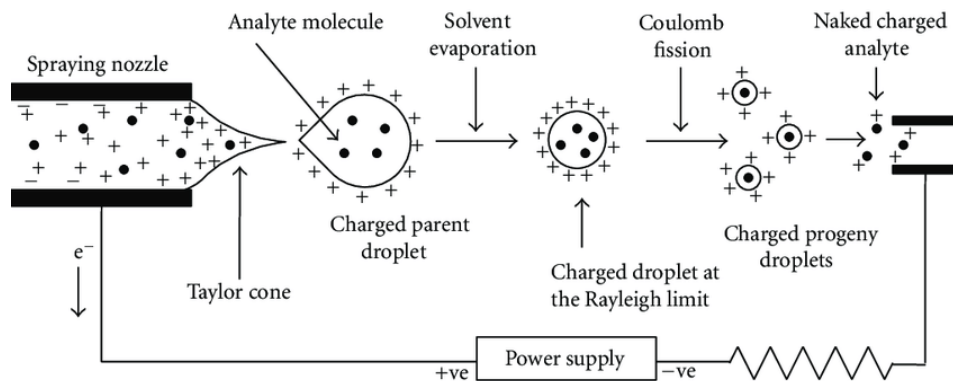 Spraying nozzle
Analyte molecule
Solvent
evaporation
Coulomb
fission
Naked charged
analyte
Charged parent
droplet
Taylor cone
Charged droplet at
the Rayleigh limit
Charged progeny
droplets
e⁻
+ve
Power supply
−ve